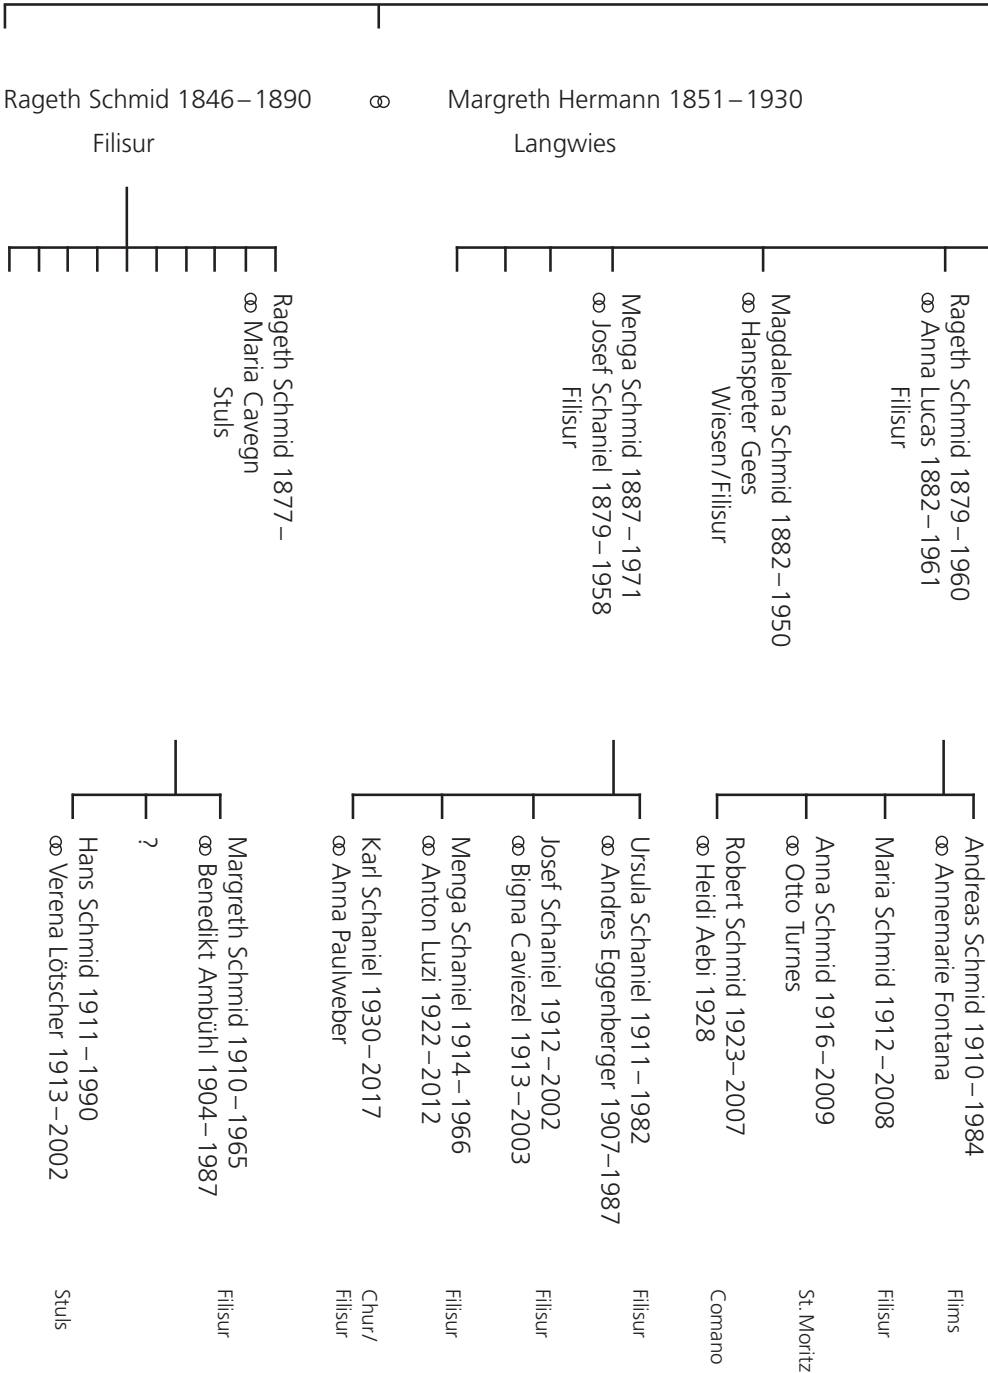 Rageth Schmid 1846–1890 ⚭ Margreth Hermann 1851–1930
Filisur
Langwies
Rageth Schmid 1877–
⚭ Maria Cavegn
Stuls
Menga Schmid 1887–1971
⚭ Josef Schaniel 1879–1958
Filisur
Magdalena Schmid 1882–1950
⚭ Hanspeter Gees
Wiesen/Filisur
Rageth Schmid 1879–1960
⚭ Anna Lucas 1882–1961
Filisur
Hans Schmid 1911–1990
⚭ Verena Lötscher 1913–2002
Stuls
?
Margreth Schmid 1910–1965
⚭ Benedikt Ambühl 1904–1987
Filisur
Karl Schaniel 1930–2017
⚭ Anna Paulweber
Chur/
Filisur
Menga Schaniel 1914–1966
⚭ Anton Luzi 1922–2012
Filisur
Josef Schaniel 1912–2002
⚭ Bigna Caviezel 1913–2003
Filisur
Ursula Schaniel 1911–1982
⚭ Andres Eggenberger 1907–1987
Filisur
Robert Schmid 1923–2007
⚭ Heidi Aebi 1928
Comano
Anna Schmid 1916–2009
⚭ Otto Turnes
St. Moritz
Maria Schmid 1912–2008
Filisur
Andreas Schmid 1910–1984
⚭ Annemarie Fontana
Flims